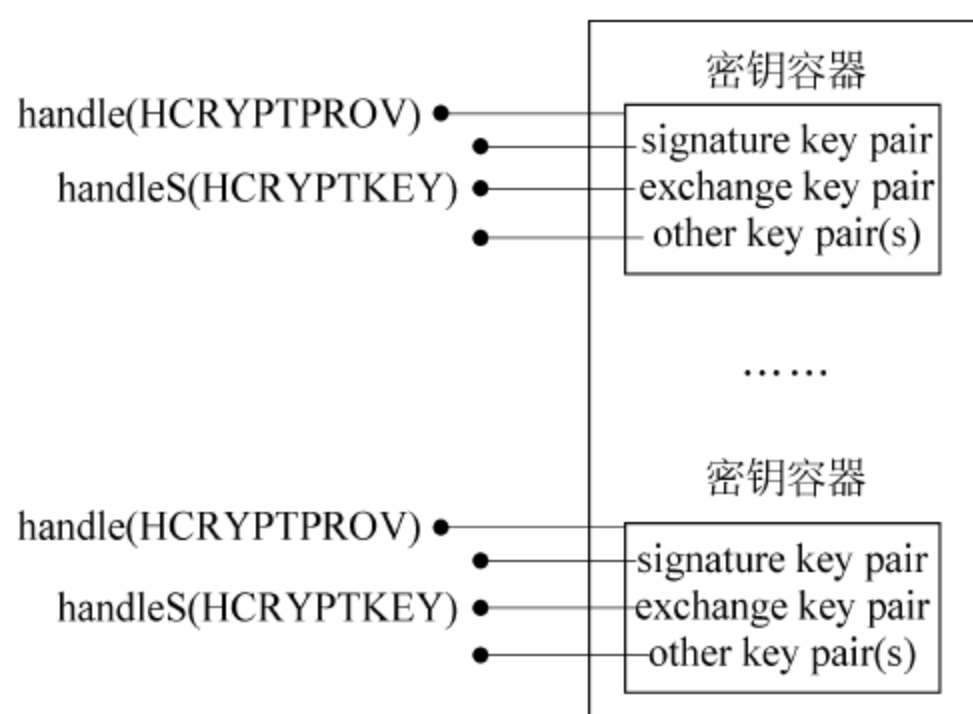 密钥容器
handle(HCRYPTPROV)
signature key pair
handleS(HCRYPTKEY)
exchange key pair
other key pair(s)
……
密钥容器
handle(HCRYPTPROV)
signature key pair
handleS(HCRYPTKEY)
exchange key pair
other key pair(s)